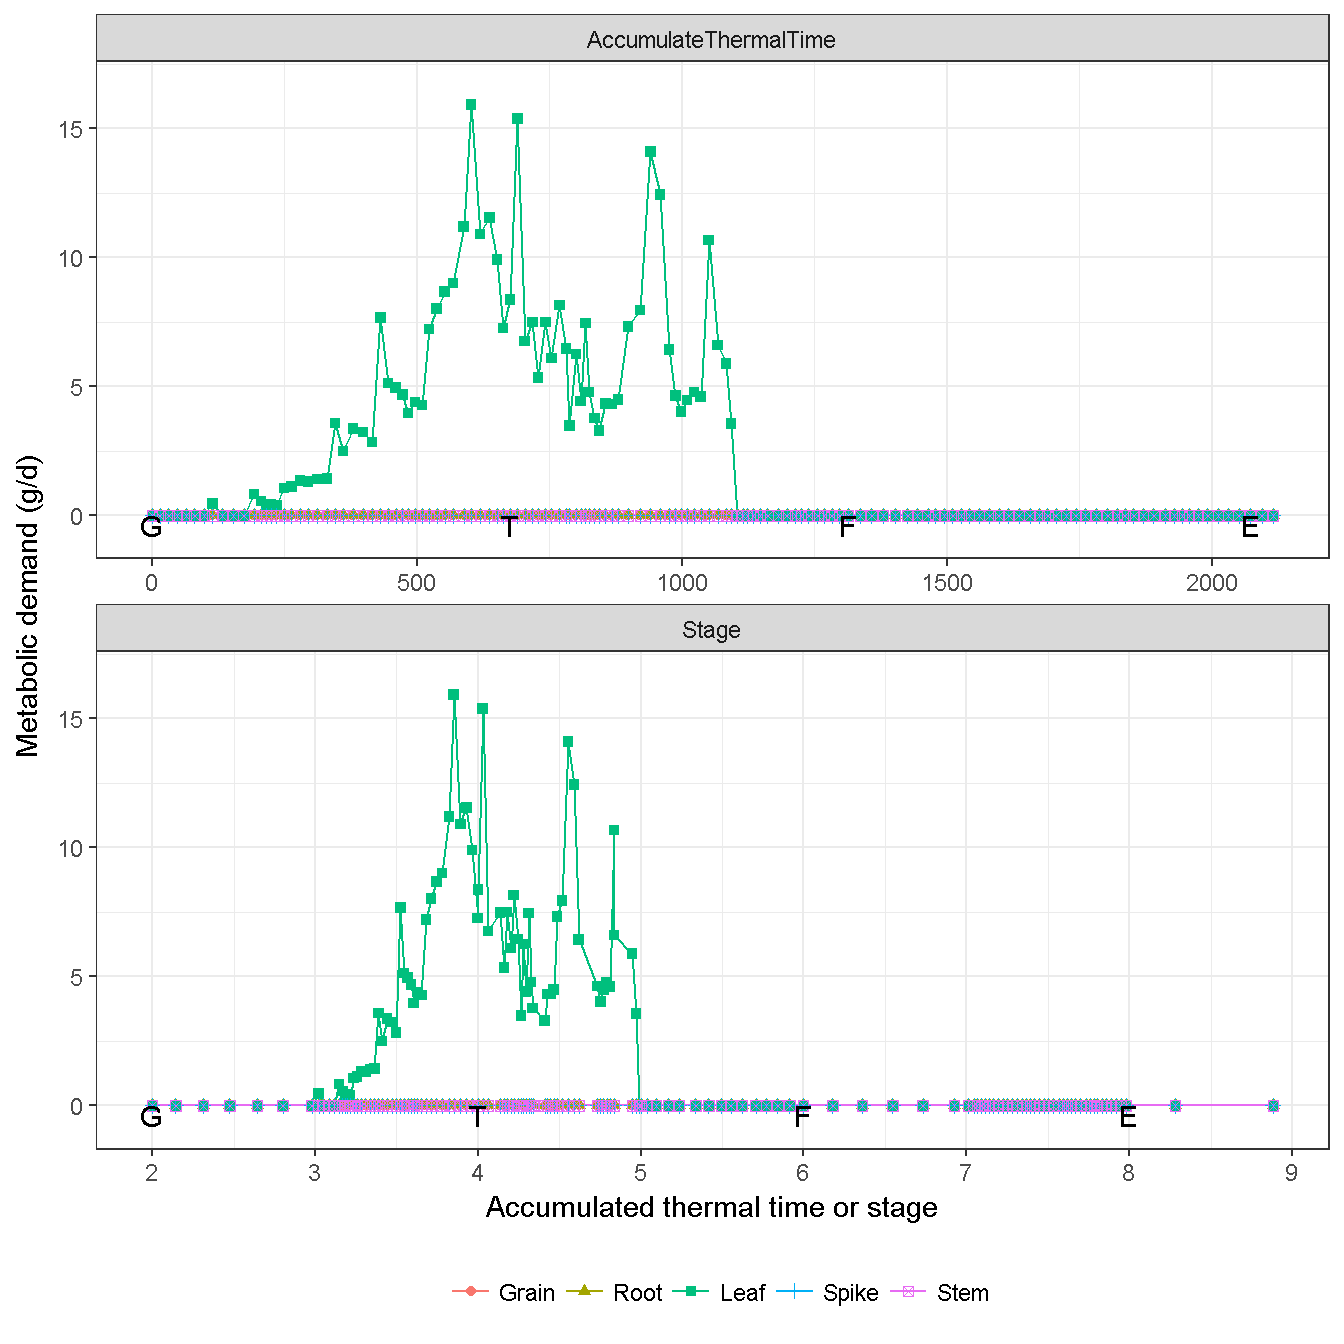 AccumulateThermalTime
15
10
5
0
G T F E
0 500 1000 1500 2000
Stage
15
10
5
0
G T F E
2 3 4 5 6 7 8 9
Metabolic demand (g/d)
Accumulated thermal time or stage
Grain Root Leaf Spike Stem